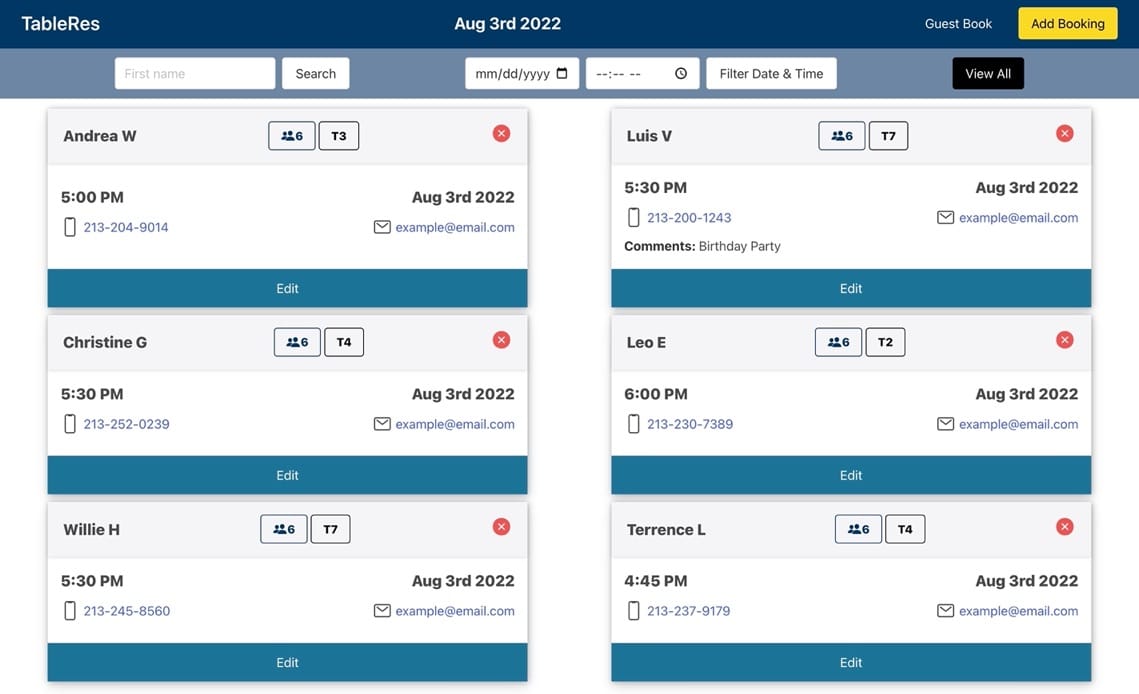 TableRes Aug 3rd 2022 Guest Book Add Booking
First name Search mm/dd/yyyy --:-- -- Filter Date & Time View All
Andrea W 6 T3
5:00 PM Aug 3rd 2022
213-204-9014 example@email.com
Edit
Luis V 6 T7
5:30 PM Aug 3rd 2022
213-200-1243 example@email.com
Comments: Birthday Party
Edit
Christine G 6 T4
5:30 PM Aug 3rd 2022
213-252-0239 example@email.com
Edit
Leo E 6 T2
6:00 PM Aug 3rd 2022
213-230-7389 example@email.com
Edit
Willie H 6 T7
5:30 PM Aug 3rd 2022
213-245-8560 example@email.com
Edit
Terrence L 6 T4
4:45 PM Aug 3rd 2022
213-237-9179 example@email.com
Edit